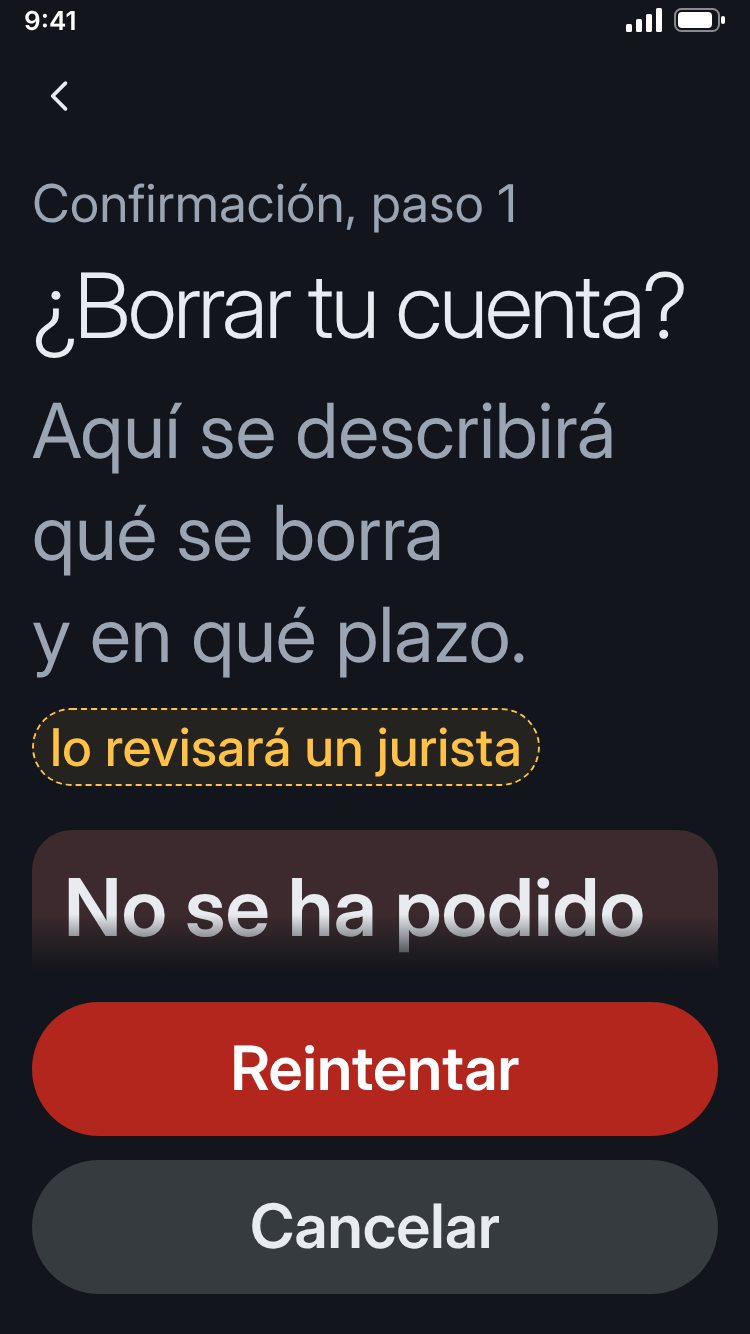 9:41
Confirmación, paso 1
¿Borrar tu cuenta?
Aquí se describirá
qué se borra
y en qué plazo.
lo revisará un jurista
No se ha podido
Reintentar
Cancelar